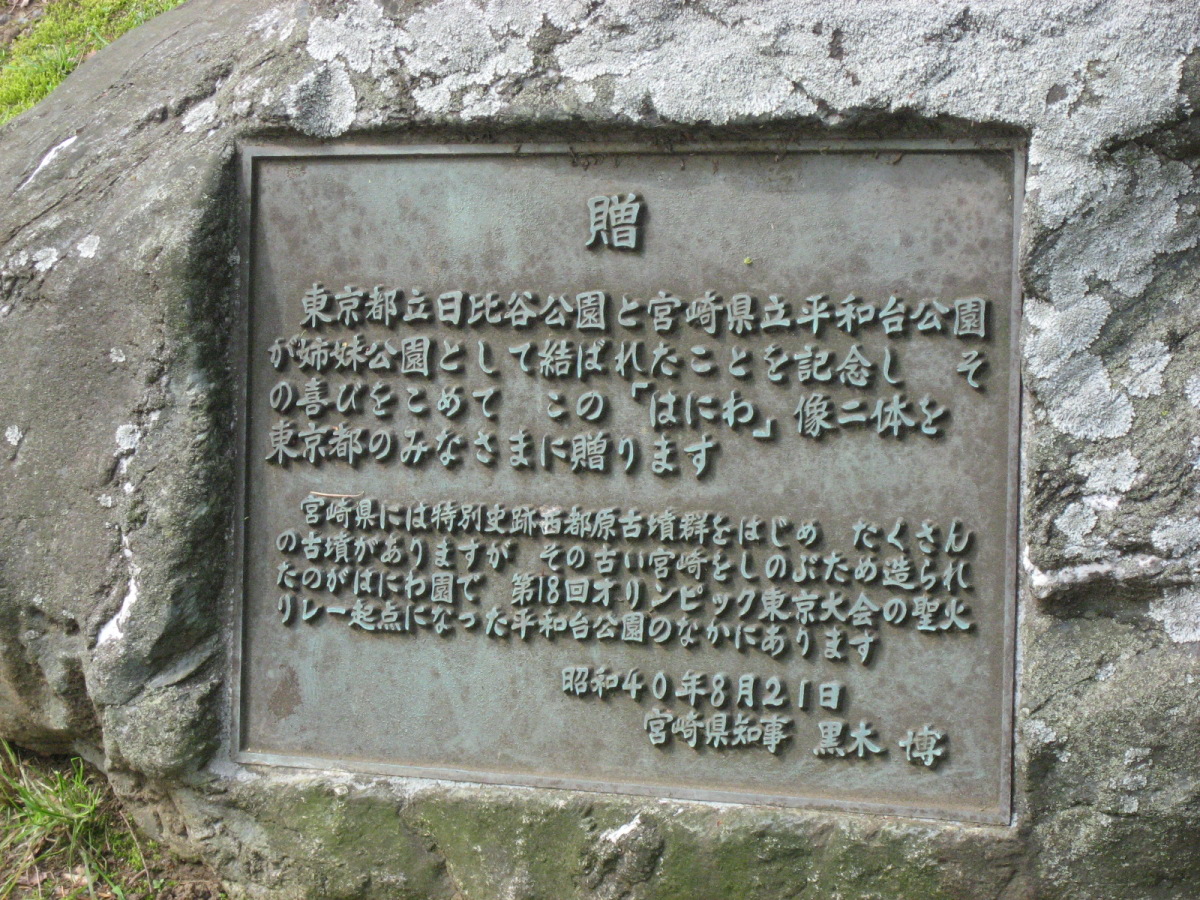 贈
東京都立日比谷公園と宮崎県立平和台公園
が姉妹公園として結ばれたことを記念し　そ
の喜びをこめて　この「はにわ」像二体を
東京都のみなさまに贈ります
宮崎県には特別史跡西都原古墳群をはじめ　たくさん
の古墳がありますが　その古い宮崎をしのぶため造られ
たのがはにわ園で　第18回オリンピック東京大会の聖火
リレー起点になった平和台公園のなかにあります
昭和40年8月21日
宮崎県知事　黒木　博